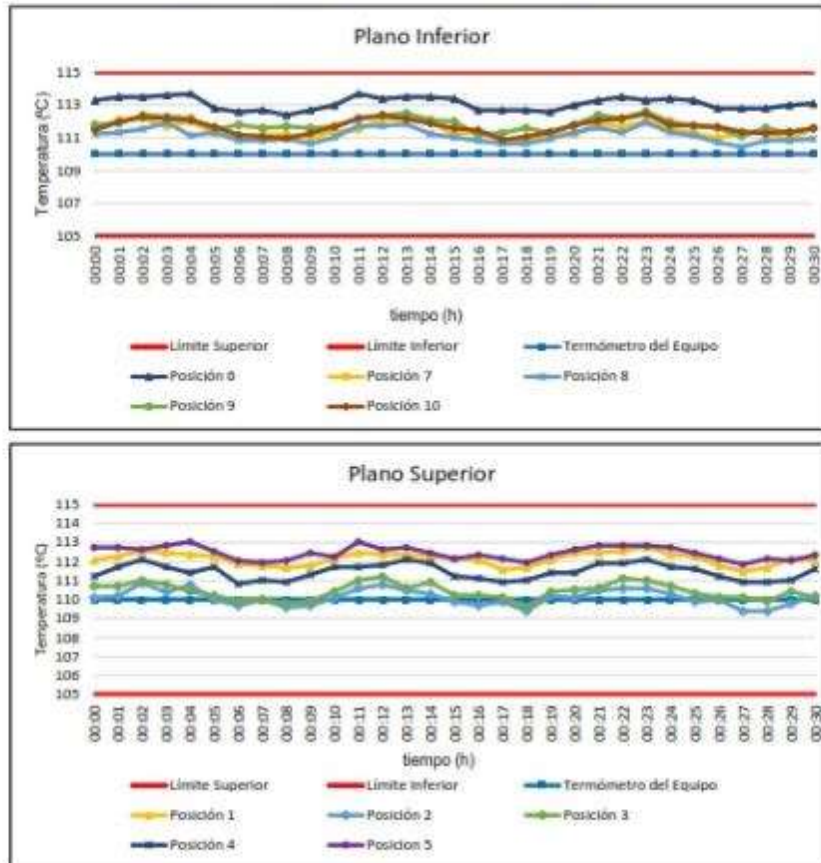 Plano Inferior
Temperatura (ºC)
115
113
111
109
107
105
00:00 00:01 00:02 00:03 00:04 00:05 00:06 00:07 00:08 00:09 00:10 00:11 00:12 00:13 00:14 00:15 00:16 00:17 00:18 00:19 00:20 00:21 00:22 00:23 00:24 00:25 00:26 00:27 00:28 00:29 00:30
tiempo (h)
Límite Superior Límite Inferior Termómetro del Equipo
Posición 6 Posición 7 Posición 8
Posición 9 Posición 10
Plano Superior
Temperatura (ºC)
115
114
113
112
111
110
109
108
107
106
105
00:00 00:01 00:02 00:03 00:04 00:05 00:06 00:07 00:08 00:09 00:10 00:11 00:12 00:13 00:14 00:15 00:16 00:17 00:18 00:19 00:20 00:21 00:22 00:23 00:24 00:25 00:26 00:27 00:28 00:29 00:30
tiempo (h)
Límite Superior Límite Inferior Termómetro del Equipo
Posición 1 Posición 2 Posición 3
Posición 4 Posicion 5